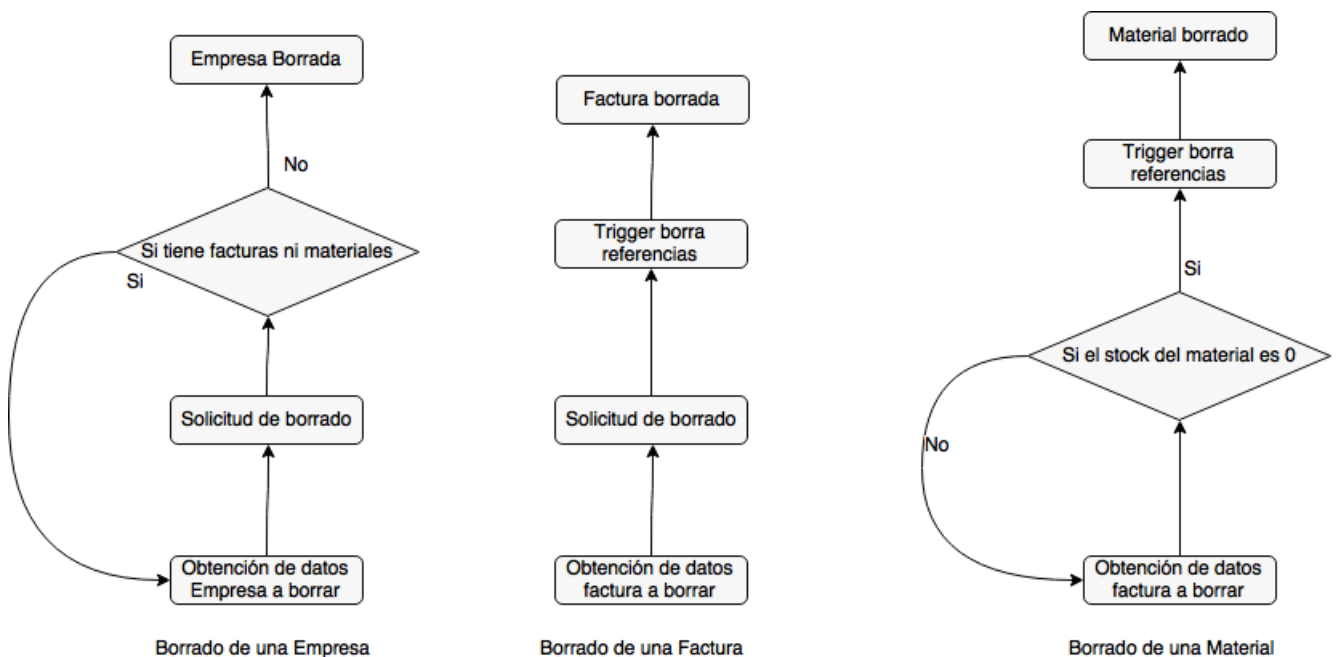 Empresa Borrada
No
Si tiene facturas ni materiales
Si
Solicitud de borrado
Obtención de datos
Empresa a borrar
Borrado de una Empresa
Factura borrada
Trigger borra
referencias
Solicitud de borrado
Obtención de datos
factura a borrar
Borrado de una Factura
Material borrado
Trigger borra
referencias
Si
Si el stock del material es 0
No
Obtención de datos
factura a borrar
Borrado de una Material